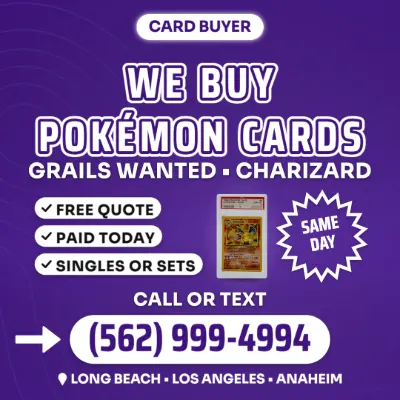 CARD BUYER
WE BUY
POKÉMON CARDS
GRAILS WANTED • CHARIZARD
FREE QUOTE
PAID TODAY
SINGLES OR SETS
SAME
DAY
CALL OR TEXT
(562) 999-4994
LONG BEACH • LOS ANGELES • ANAHEIM